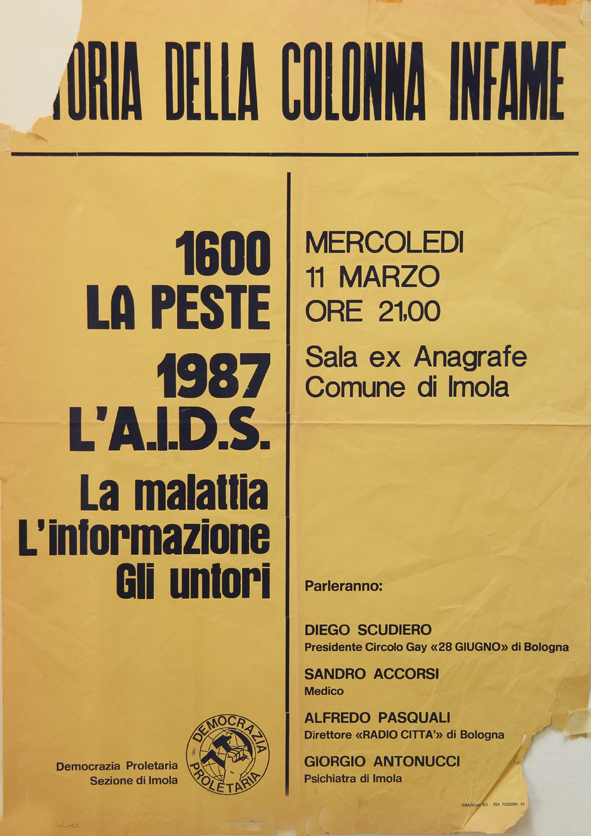 TORIA DELLA COLONNA INFAME
1600
LA PESTE
1987
L'A.I.D.S.
La malattia
L'informazione
Gli untori
Democrazia Proletaria
Sezione di Imola
DEMOCRAZIA
PROLETARIA
MERCOLEDI
11 MARZO
ORE 21,00
Sala ex Anagrafe
Comune di Imola
Parleranno:
DIEGO SCUDIERO
Presidente Circolo Gay «28 GIUGNO» di Bologna
SANDRO ACCORSI
Medico
ALFREDO PASQUALI
Direttore «RADIO CITTA'» di Bologna
GIORGIO ANTONUCCI
Psichiatra di Imola